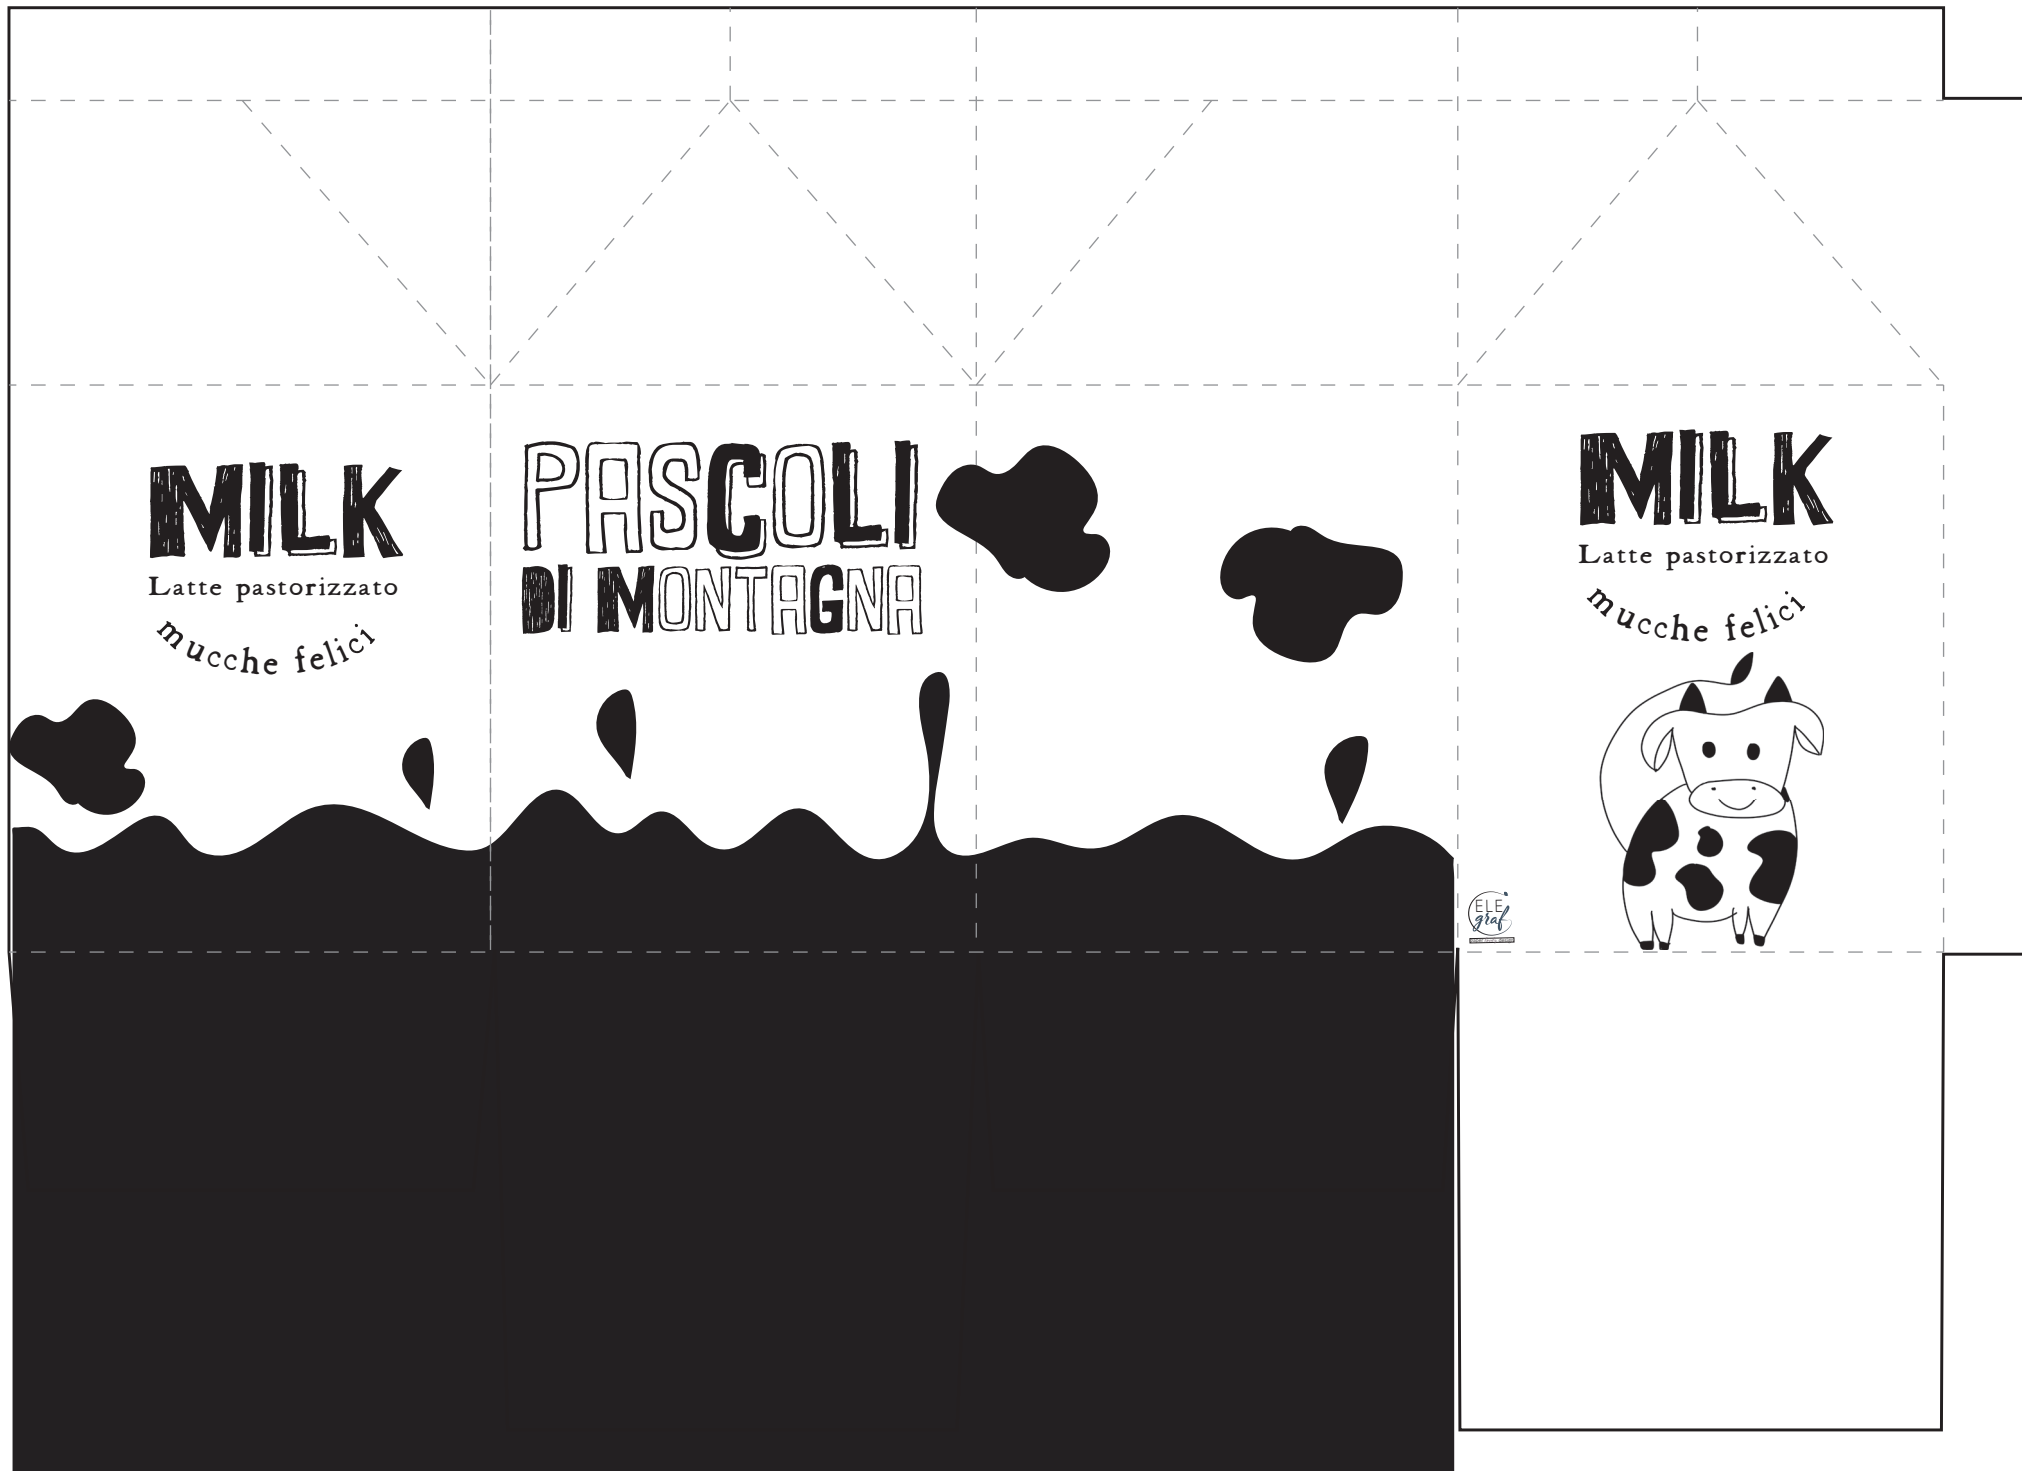 MILK
Latte pastorizzato
mucche felici
PASCOLI
DI MONTAGNA
MILK
Latte pastorizzato
mucche felici
ELE
graf